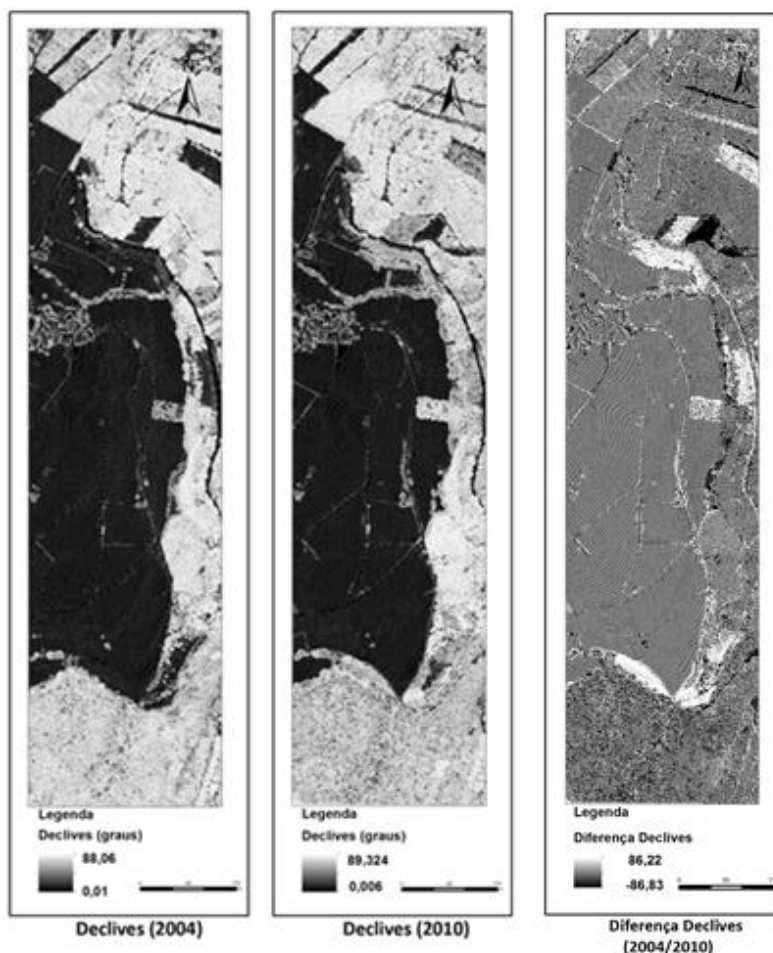 Legenda
Declives (graus)
88,06
0,01
Declives (2004)
Legenda
Declives (graus)
89,324
0,006
Declives (2010)
Legenda
Diferença Declives
86,22
-86,83
Diferença Declives
(2004/2010)